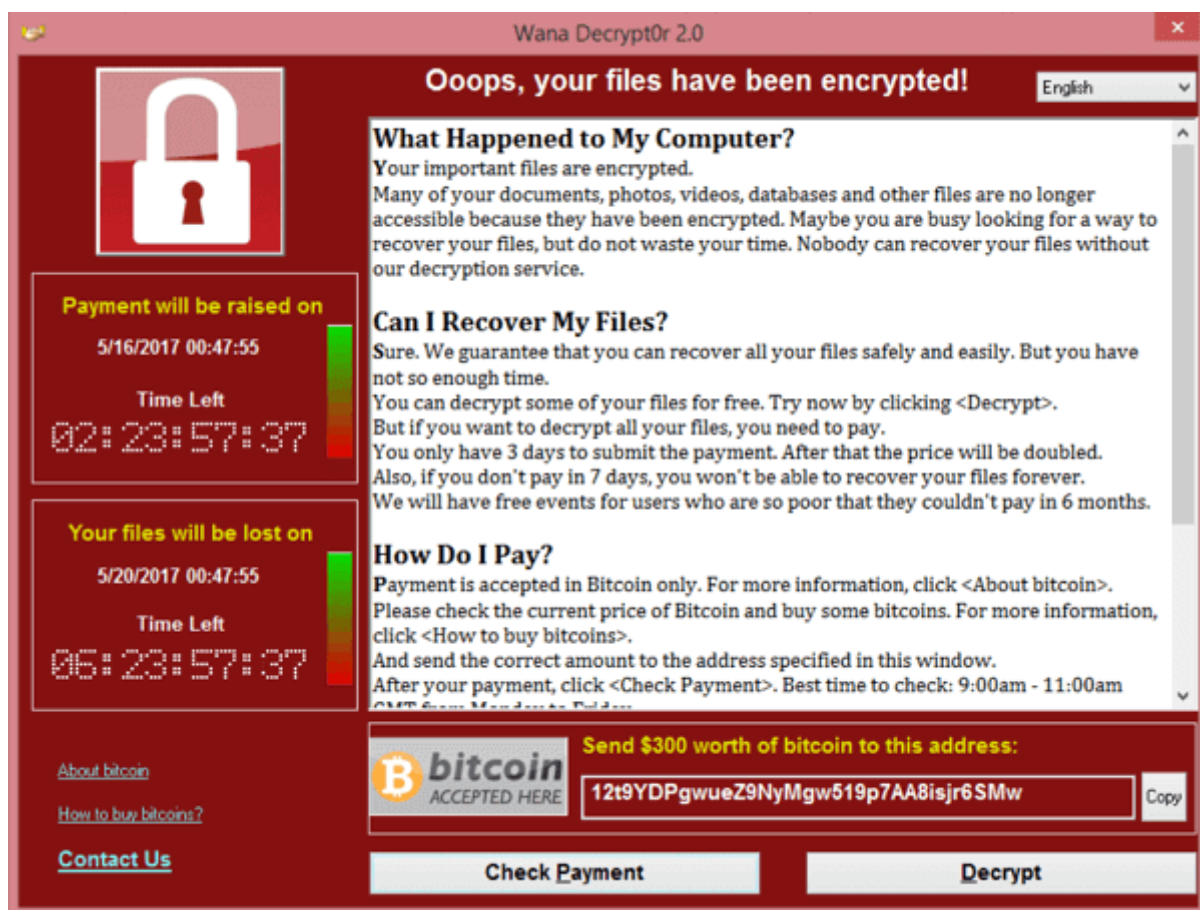 Wana Decrypt0r 2.0
Ooops, your files have been encrypted!
English
Payment will be raised on
5/16/2017 00:47:55
Time Left
02:23:57:37
Your files will be lost on
5/20/2017 00:47:55
Time Left
06:23:57:37
About bitcoin
How to buy bitcoins?
Contact Us
What Happened to My Computer?
Your important files are encrypted.
Many of your documents, photos, videos, databases and other files are no longer
accessible because they have been encrypted. Maybe you are busy looking for a way to
recover your files, but do not waste your time. Nobody can recover your files without
our decryption service.
Can I Recover My Files?
Sure. We guarantee that you can recover all your files safely and easily. But you have
not so enough time.
You can decrypt some of your files for free. Try now by clicking <Decrypt>.
But if you want to decrypt all your files, you need to pay.
You only have 3 days to submit the payment. After that the price will be doubled.
Also, if you don't pay in 7 days, you won't be able to recover your files forever.
We will have free events for users who are so poor that they couldn't pay in 6 months.
How Do I Pay?
Payment is accepted in Bitcoin only. For more information, click <About bitcoin>.
Please check the current price of Bitcoin and buy some bitcoins. For more information,
click <How to buy bitcoins>.
And send the correct amount to the address specified in this window.
After your payment, click <Check Payment>. Best time to check: 9:00am - 11:00am
GMT from Monday to Friday
bitcoin
ACCEPTED HERE
Send $300 worth of bitcoin to this address:
12t9YDPgwueZ9NyMgw519p7AA8isjr6SMw
Copy
Check Payment
Decrypt